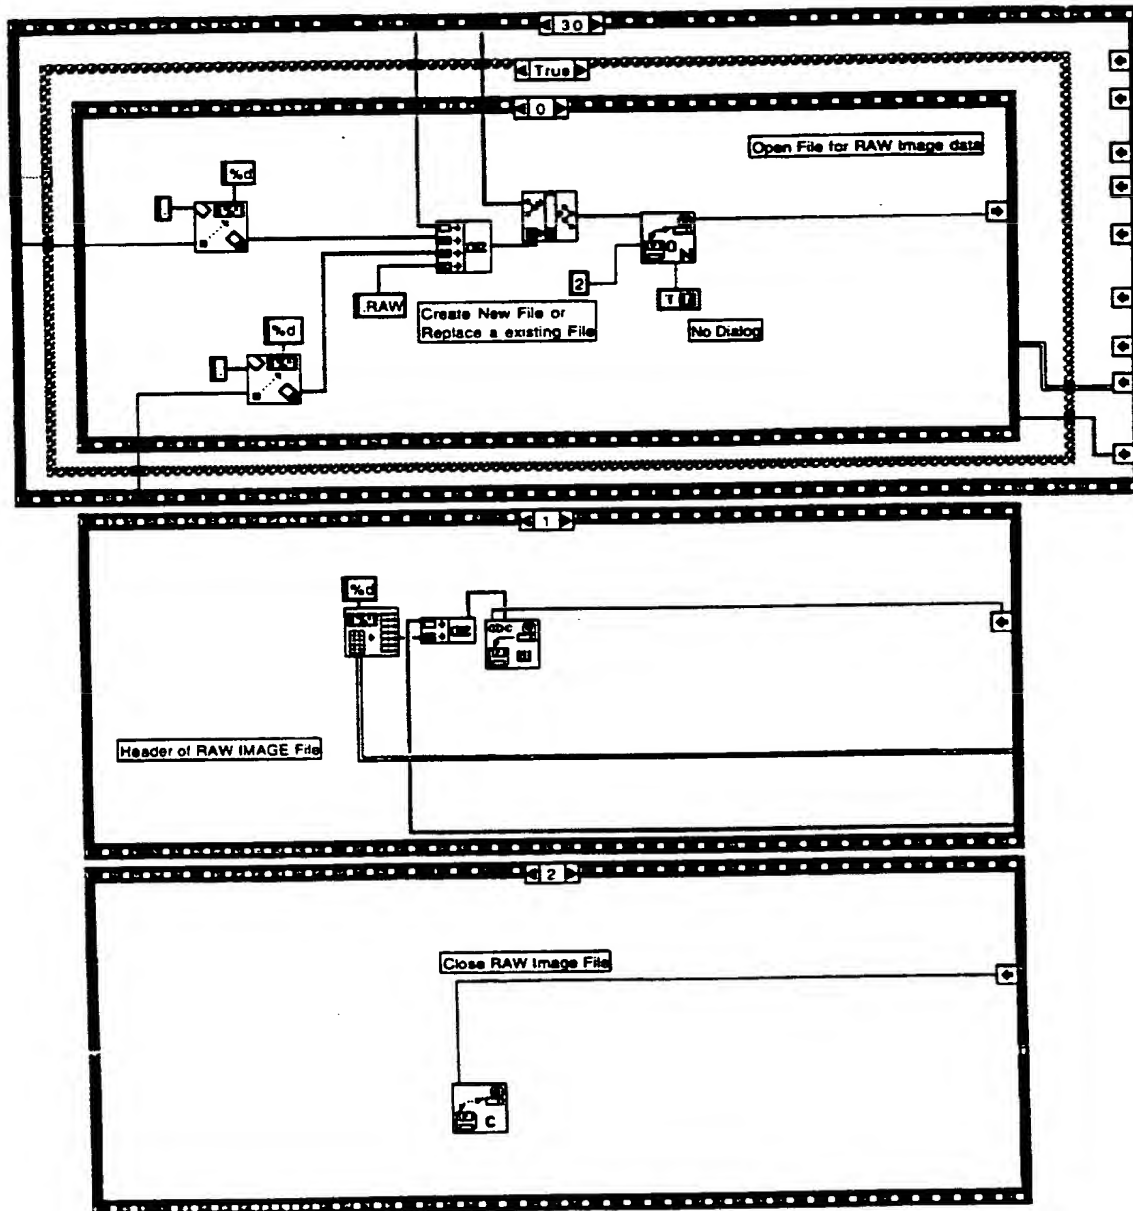 30
True
0
Open File for RAW Image data
%d
.RAW
2
Create New File or
Replace a existing File
T
N
No Dialog
%d
1
%d
abc
Header of RAW IMAGE File
2
Close RAW Image File
C